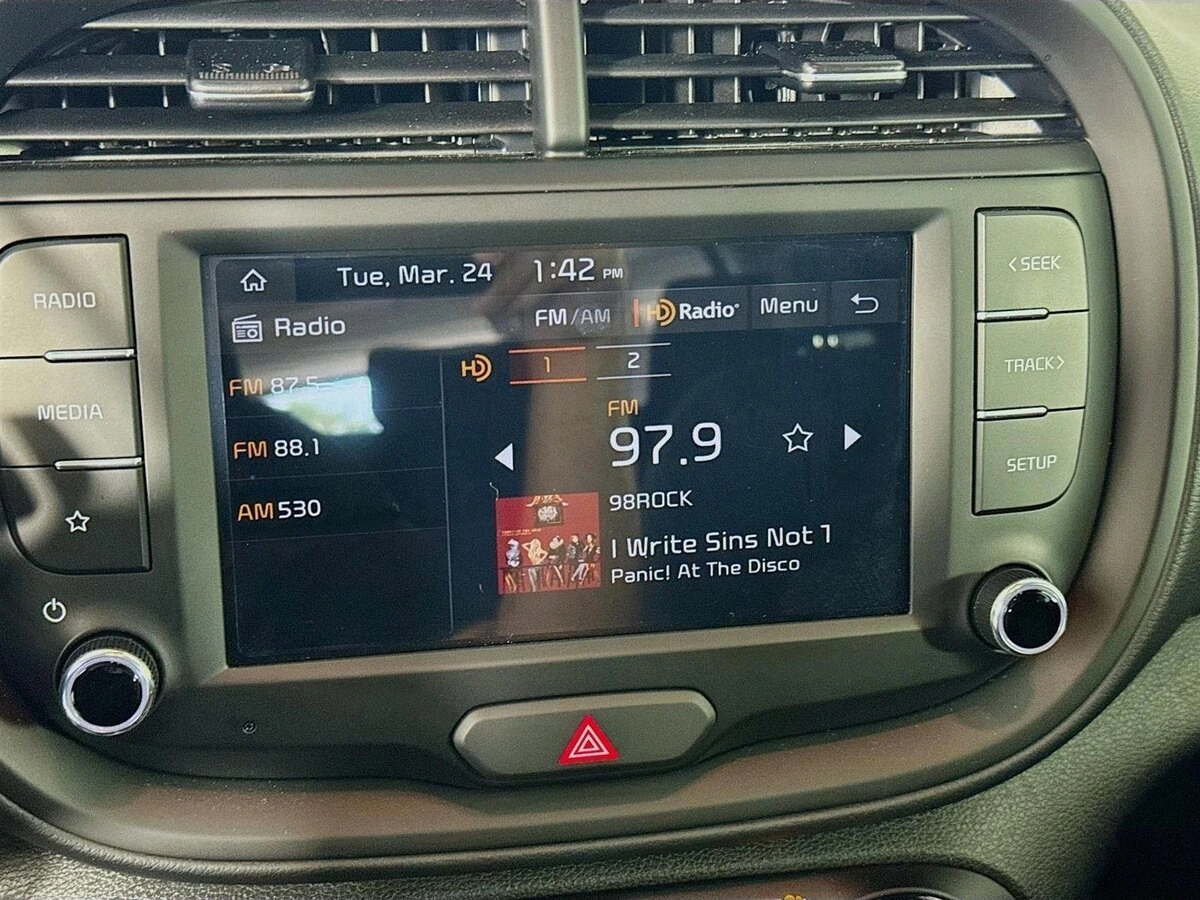 Tue, Mar. 24 1:42 PM
Radio FM/AM HD Radio® Menu
HD 1 2
FM 87.5
FM 88.1
AM 530
FM
97.9
98ROCK
I Write Sins Not T
Panic! At The Disco
RADIO
MEDIA
< SEEK
TRACK >
SETUP